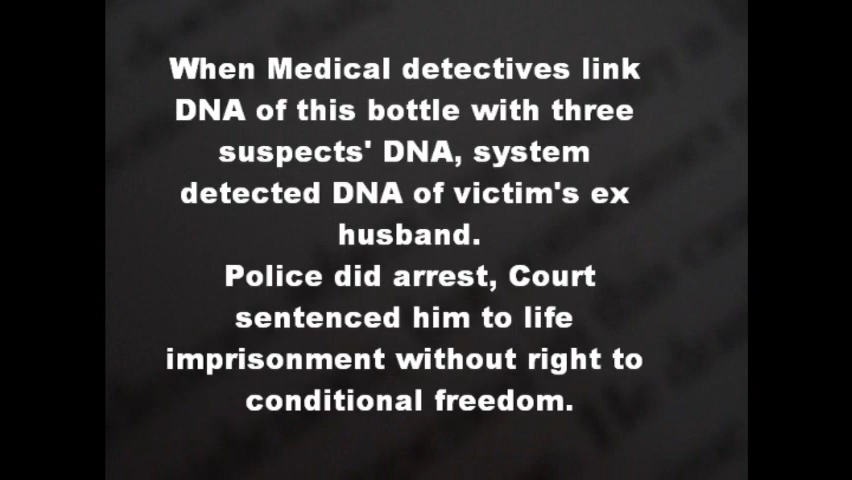 When Medical detectives link
DNA of this bottle with three
suspects' DNA, system
detected DNA of victim's ex
husband.
Police did arrest, Court
sentenced him to life
imprisonment without right to
conditional freedom.